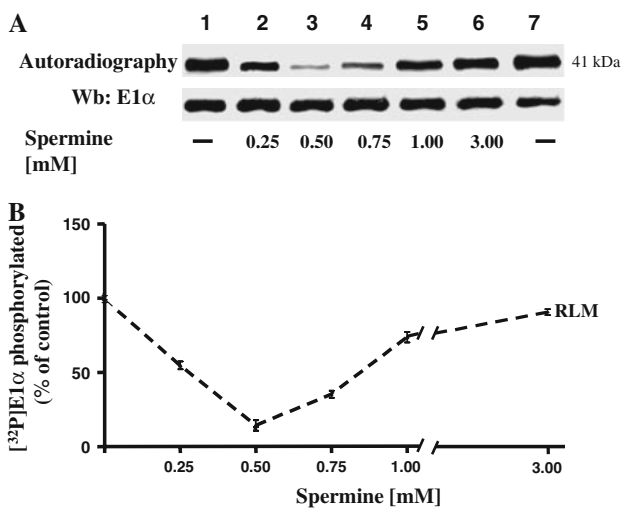 A
1 2 3 4 5 6 7
Autoradiography 41 kDa
Wb: E1α
Spermine — 0.25 0.50 0.75 1.00 3.00 —
[mM]
B
[³²P]E1α phosphorylated
(% of control)
150
100
50
0
RLM
0.25 0.50 0.75 1.00 3.00
Spermine [mM]